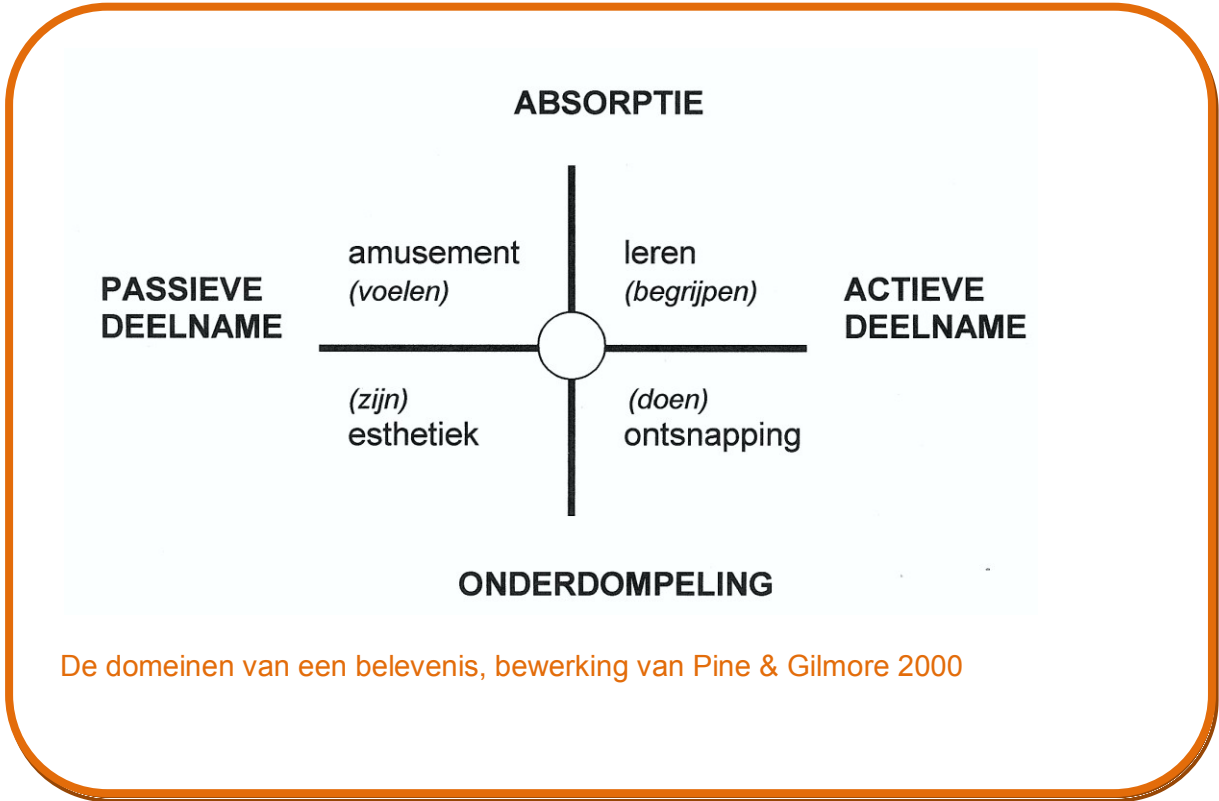 ABSORPTIE
amusement
(voelen)
leren
(begrijpen)
PASSIEVE
DEELNAME
ACTIEVE
DEELNAME
(zijn)
esthetiek
(doen)
ontsnapping
ONDERDOMPELING
De domeinen van een belevenis, bewerking van Pine & Gilmore 2000